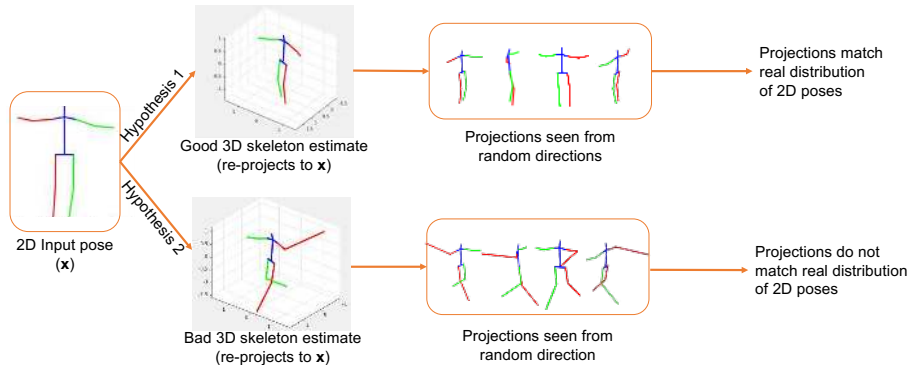 2D Input pose
(x)
Hypothesis 1
Good 3D skeleton estimate
(re-projects to x)
Projections seen from
random directions
Projections match
real distribution
of 2D poses
Hypothesis 2
Bad 3D skeleton estimate
(re-projects to x)
Projections seen from
random direction
Projections do not
match real distribution
of 2D poses